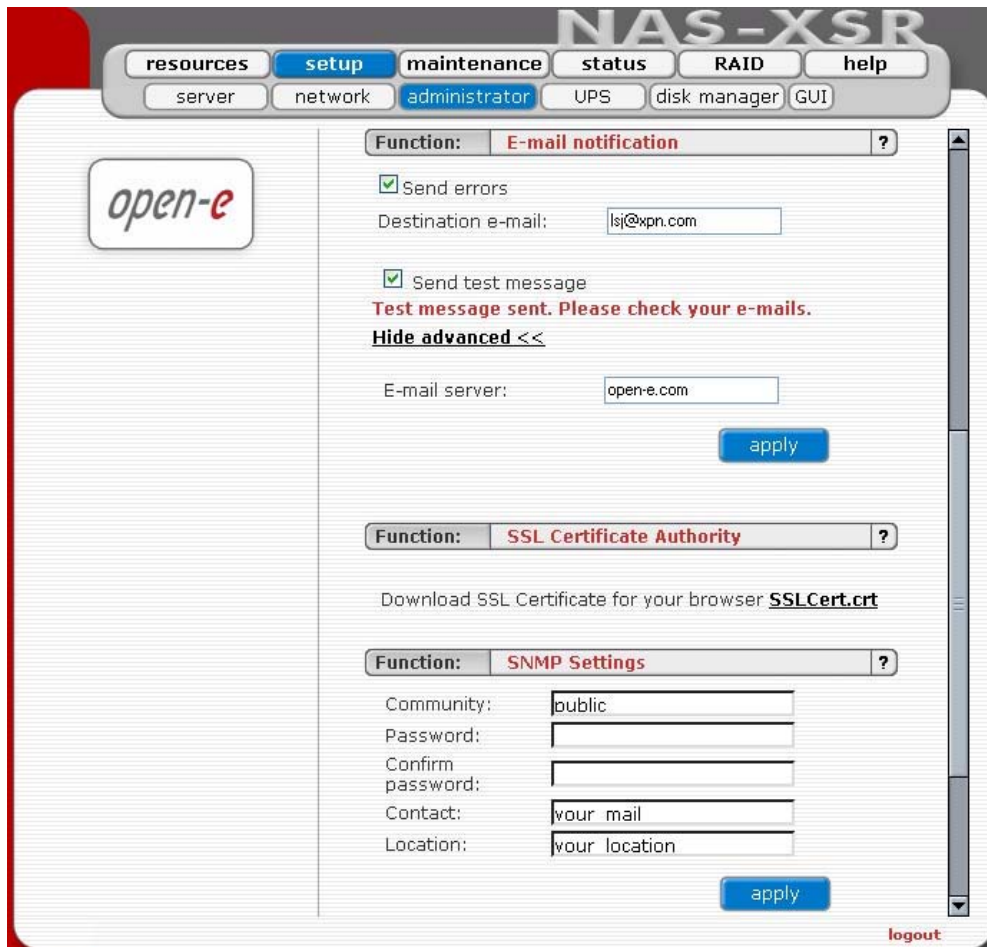 NAS-XSR
resources setup maintenance status RAID help
server network administrator UPS disk manager GUI
open-e
Function: E-mail notification ?
Send errors
Destination e-mail: lsj@xpn.com
Send test message
Test message sent. Please check your e-mails.
Hide advanced <<
E-mail server: open-e.com
apply
Function: SSL Certificate Authority ?
Download SSL Certificate for your browser SSLCert.crt
Function: SNMP Settings ?
Community: public
Password:
Confirm
password:
Contact: your mail
Location: your location
apply
logout